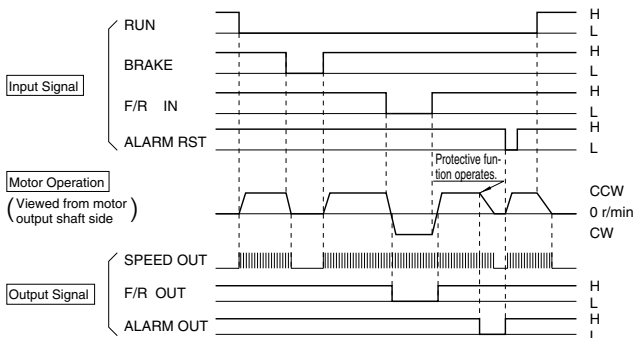 RUN
H
L
BRAKE
H
L
Input Signal
F/R IN
H
L
ALARM RST
H
L
Protective fun-
tion operates.
Motor Operation
(Viewed from motor
output shaft side)
CCW
0 r/min
CW
SPEED OUT
Output Signal
F/R OUT
H
L
ALARM OUT
H
L